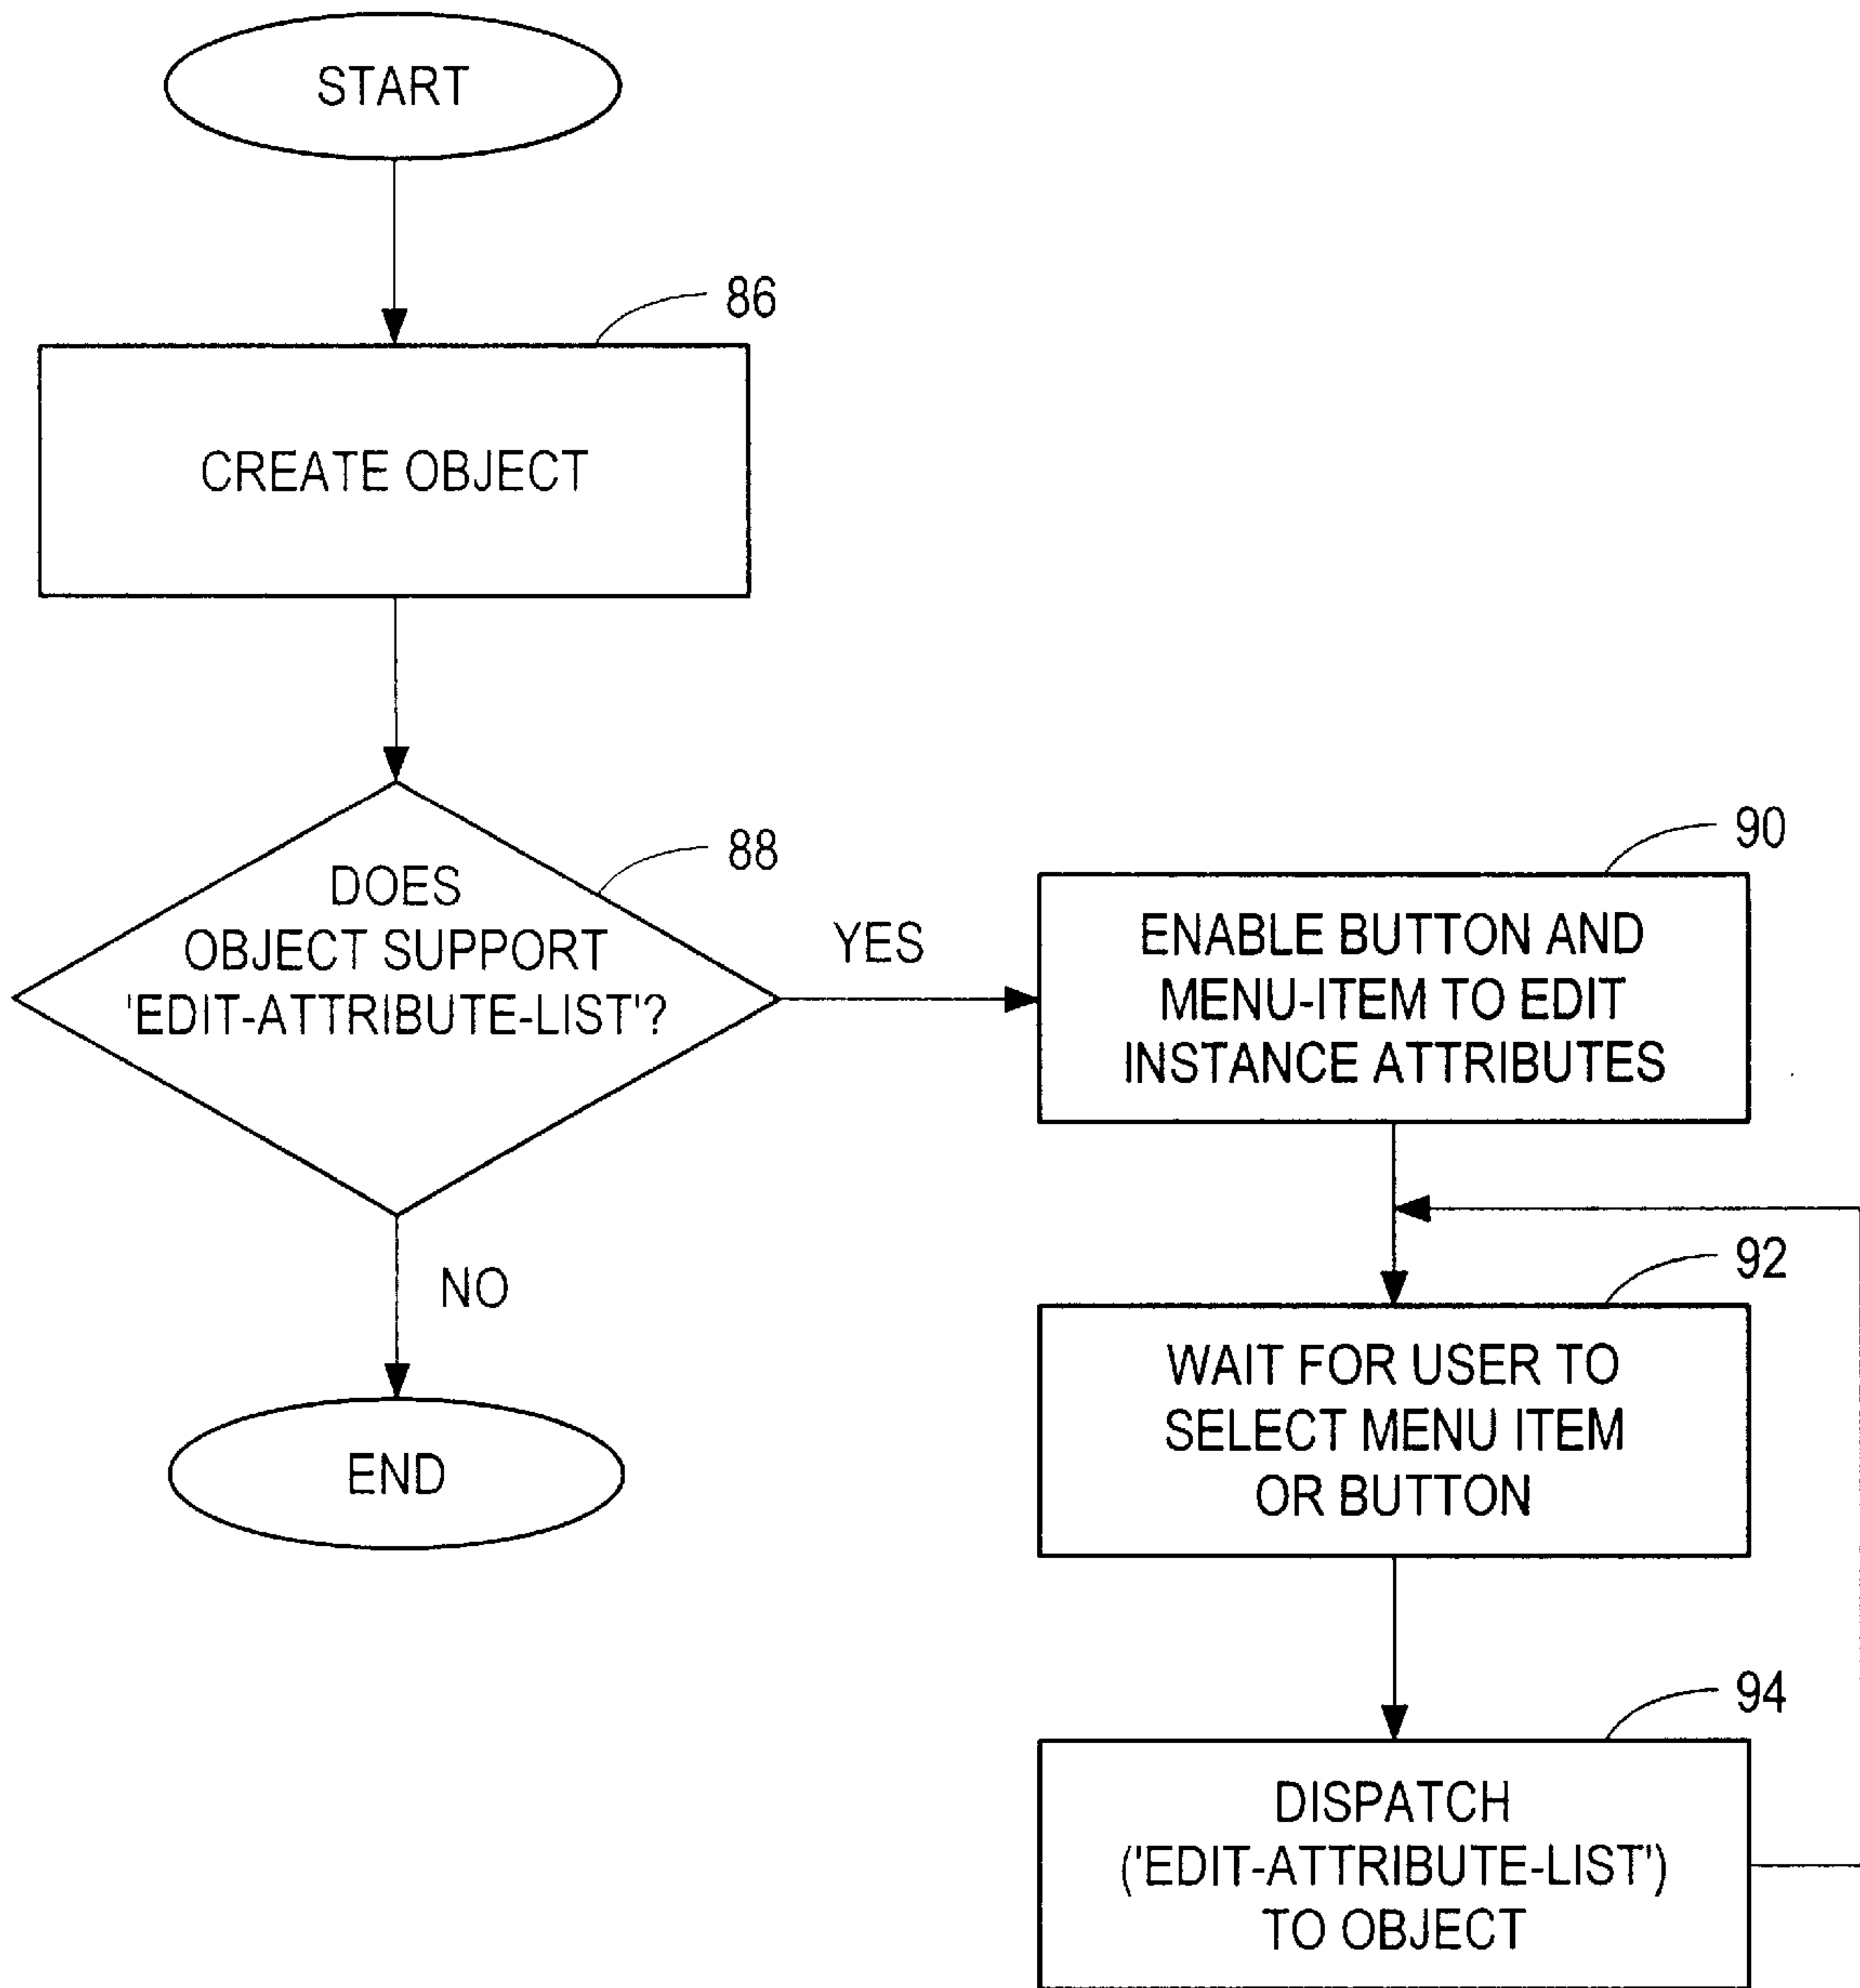 START
86
CREATE OBJECT
88
DOES
OBJECT SUPPORT
'EDIT-ATTRIBUTE-LIST'?
YES
NO
END
90
ENABLE BUTTON AND
MENU-ITEM TO EDIT
INSTANCE ATTRIBUTES
92
WAIT FOR USER TO
SELECT MENU ITEM
OR BUTTON
94
DISPATCH
('EDIT-ATTRIBUTE-LIST')
TO OBJECT